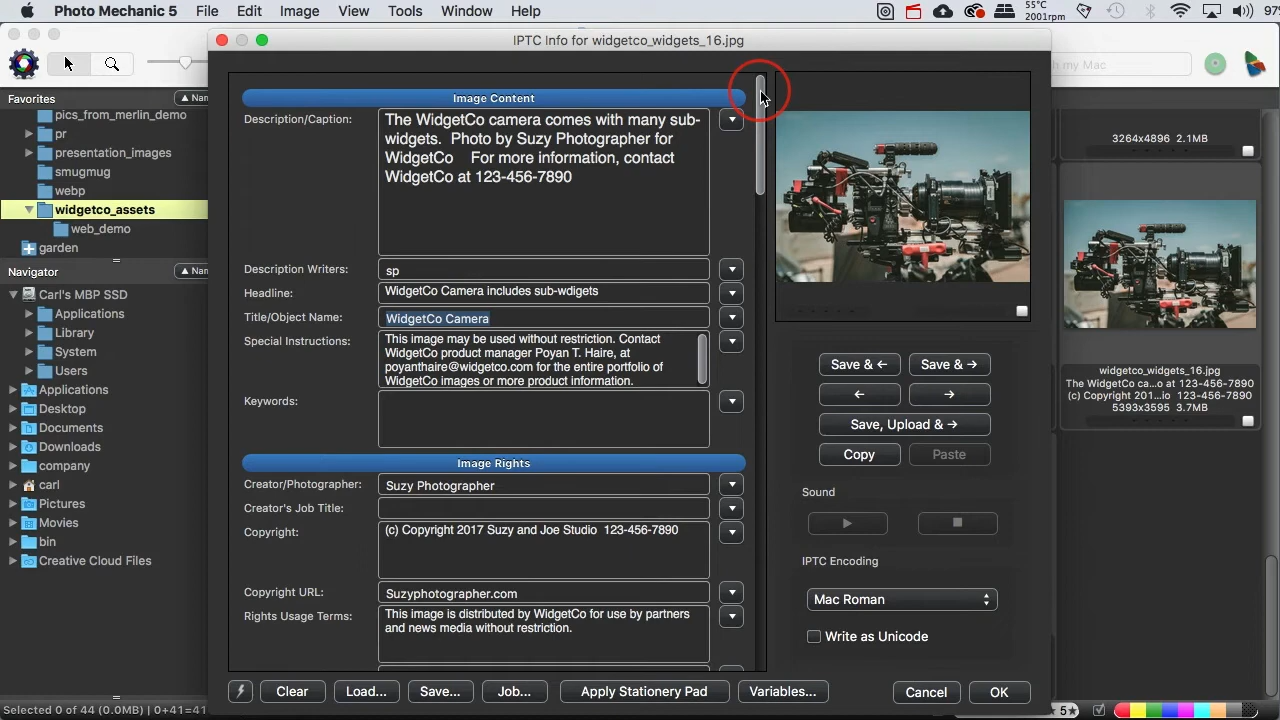 Photo Mechanic 5 File Edit Image View Tools Window Help
55°C
2001rpm
97%
IPTC Info for widgetco_widgets_16.jpg
h my Mac
Favorites
Nam
pics_from_merlin_demo
pr
presentation_images
smugmug
webp
widgetco_assets
web_demo
garden
Navigator
Nam
Carl's MBP SSD
Applications
Library
System
Users
Applications
Desktop
Documents
Downloads
company
carl
Pictures
Movies
bin
Creative Cloud Files
Selected 0 of 44 (0.0MB) | 0+41=41
Image Content
Description/Caption:
The WidgetCo camera comes with many sub-
widgets. Photo by Suzy Photographer for
WidgetCo For more information, contact
WidgetCo at 123-456-7890
Description Writers:
sp
Headline:
WidgetCo Camera includes sub-wdigets
Title/Object Name:
WidgetCo Camera
Special Instructions:
This image may be used without restriction. Contact
WidgetCo product manager Poyan T. Haire, at
poyanthaire@widgetco.com for the entire portfolio of
WidgetCo images or more product information.
Keywords:
Image Rights
Creator/Photographer:
Suzy Photographer
Creator's Job Title:
Copyright:
(c) Copyright 2017 Suzy and Joe Studio 123-456-7890
Copyright URL:
Suzyphotographer.com
Rights Usage Terms:
This image is distributed by WidgetCo for use by partners
and news media without restriction.
Clear
Load...
Save...
Job...
Apply Stationery Pad
Variables...
Cancel
OK
Save & ←
Save & →
←
→
Save, Upload & →
Copy
Paste
Sound
IPTC Encoding
Mac Roman
Write as Unicode
3264x4896 2.1MB
widgetco_widgets_16.jpg
The WidgetCo ca...o at 123-456-7890
(c) Copyright 201...io 123-456-7890
5393x3595 3.7MB
5★